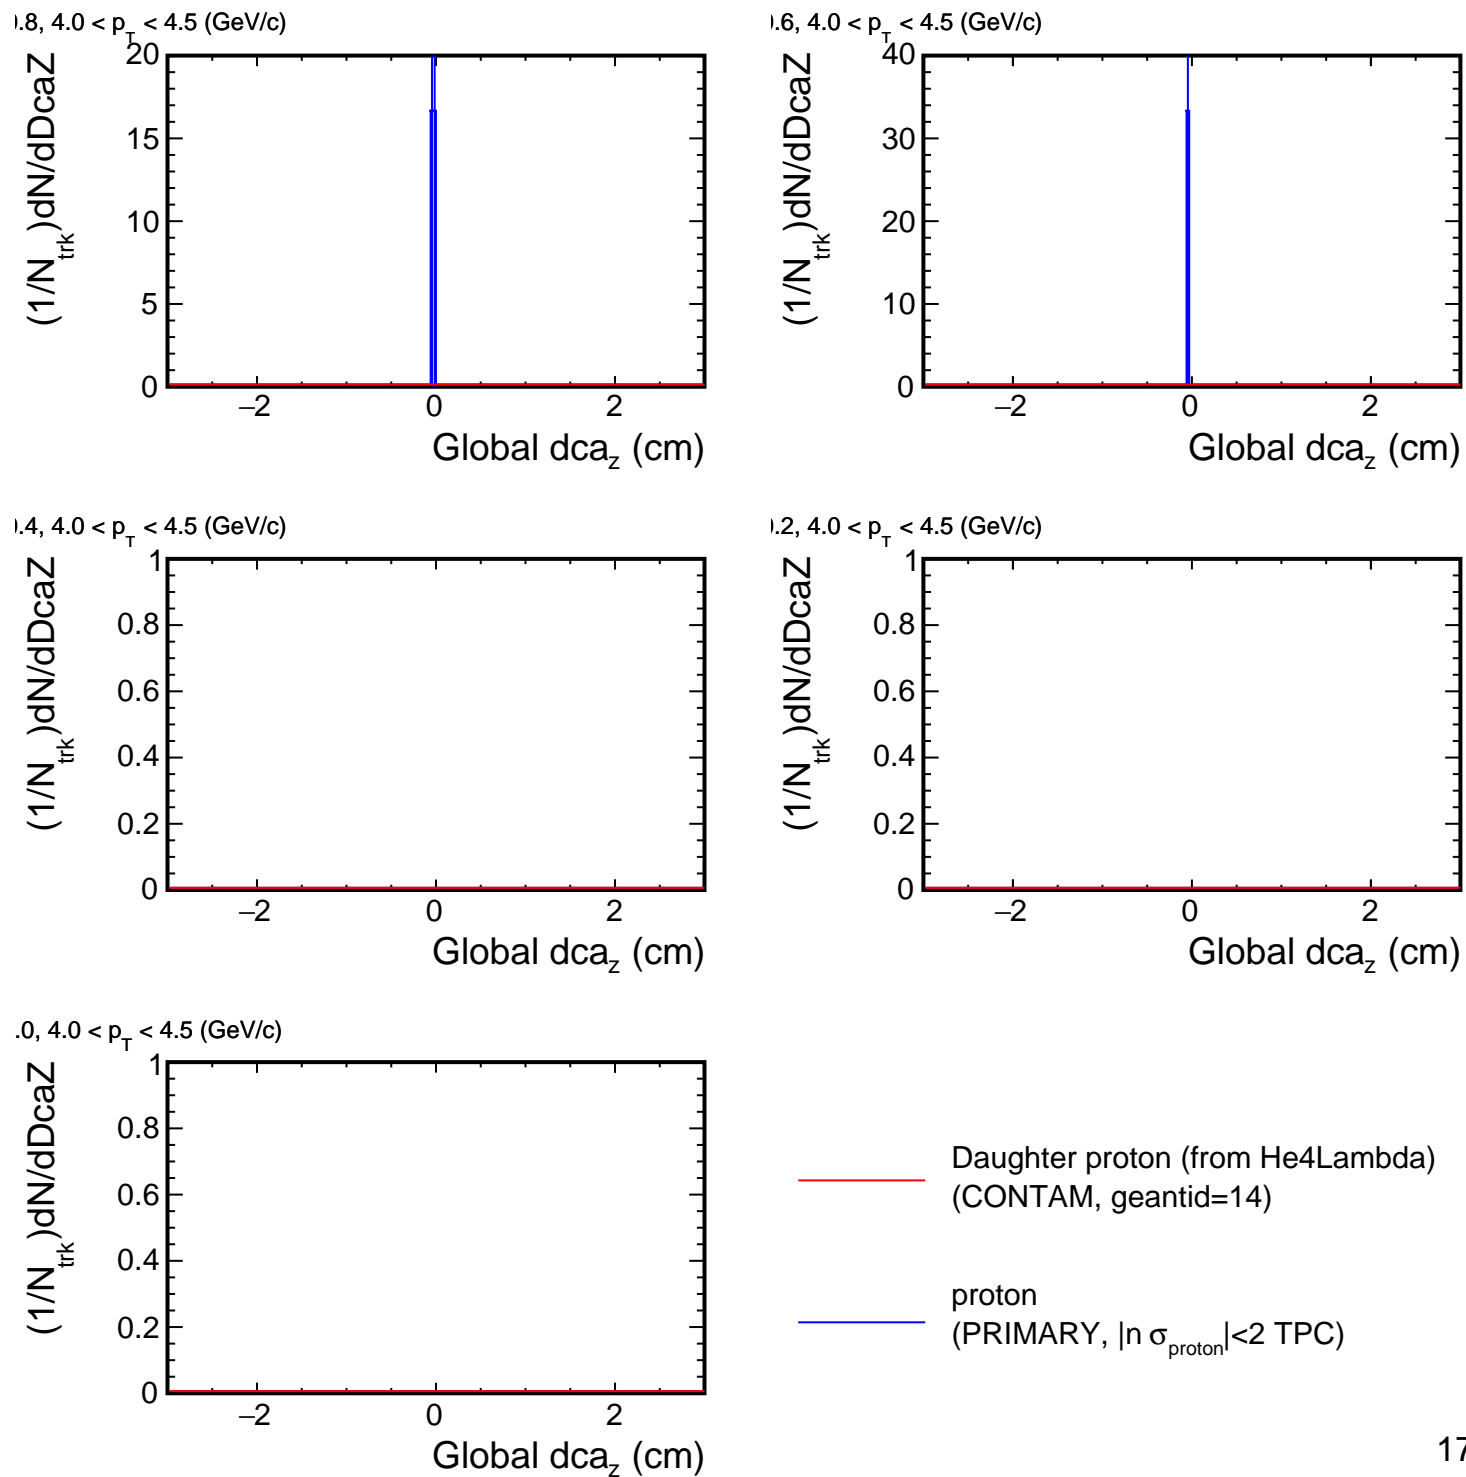 ).8, 4.0 < p_T < 4.5 (GeV/c)
(1/N_trk)dN/dDcaZ
20
15
10
5
0
−2 0 2
Global dca_z (cm)
).6, 4.0 < p_T < 4.5 (GeV/c)
(1/N_trk)dN/dDcaZ
40
30
20
10
0
−2 0 2
Global dca_z (cm)
).4, 4.0 < p_T < 4.5 (GeV/c)
(1/N_trk)dN/dDcaZ
1
0.8
0.6
0.4
0.2
0
−2 0 2
Global dca_z (cm)
).2, 4.0 < p_T < 4.5 (GeV/c)
(1/N_trk)dN/dDcaZ
1
0.8
0.6
0.4
0.2
0
−2 0 2
Global dca_z (cm)
.0, 4.0 < p_T < 4.5 (GeV/c)
(1/N_trk)dN/dDcaZ
1
0.8
0.6
0.4
0.2
0
−2 0 2
Global dca_z (cm)
Daughter proton (from He4Lambda)
(CONTAM, geantid=14)
proton
(PRIMARY, |n σ_proton|<2 TPC)
17